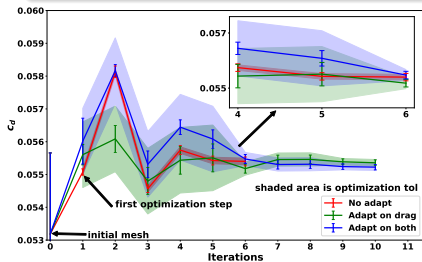 0.060
0.059
0.058
0.057
0.056
0.055
0.054
0.053
c_d
0.057
0.055
4 5 6
shaded area is optimization tol
No adapt
Adapt on drag
Adapt on both
first optimization step
initial mesh
0 1 2 3 4 5 6 7 8 9 10 11
Iterations